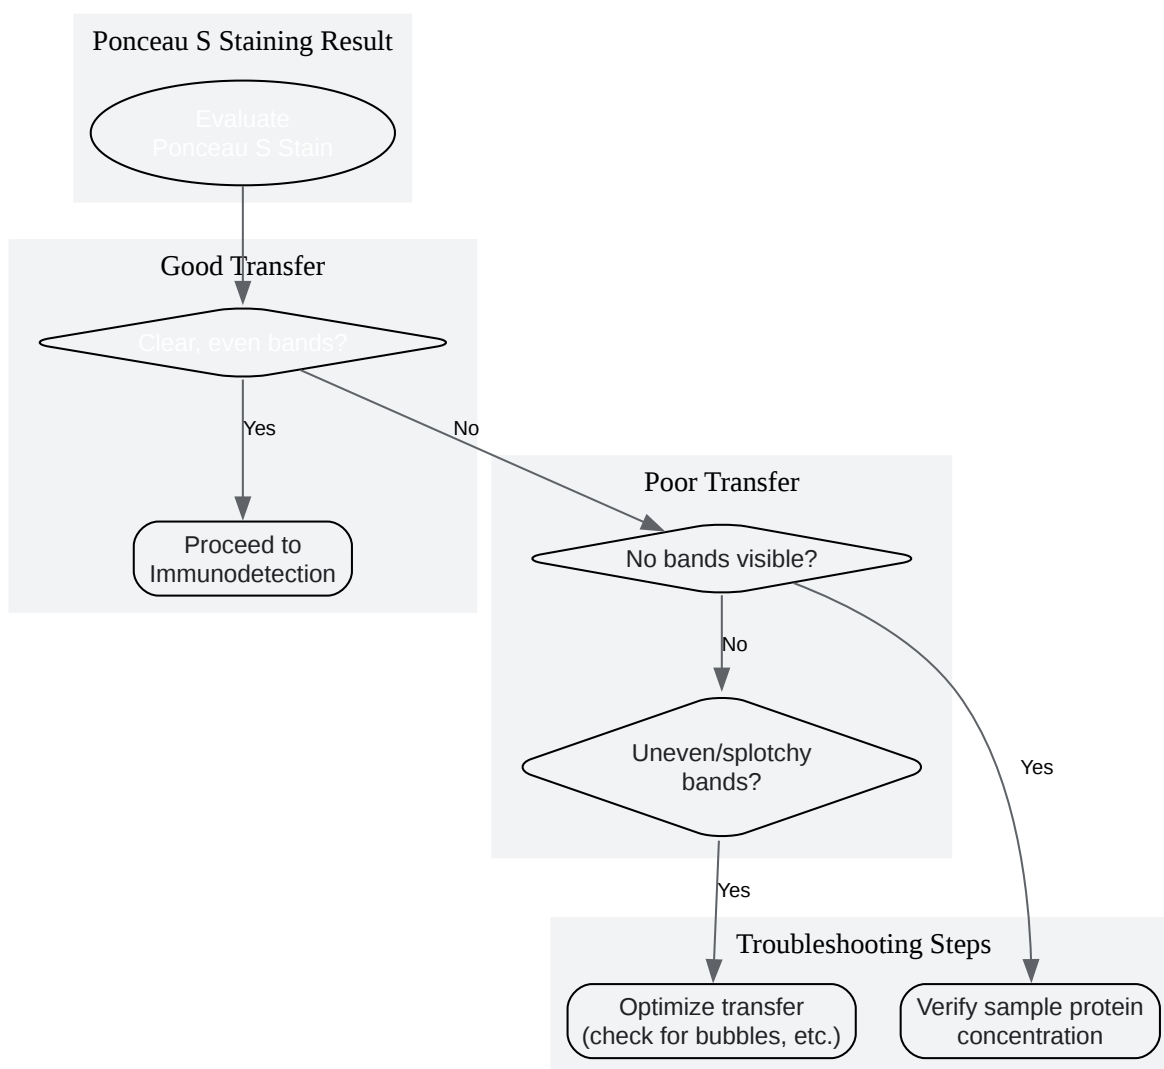 Ponceau S Staining Result
Evaluate
Ponceau S Stain
Good Transfer
Clear, even bands?
Yes
No
Proceed to
Immunodetection
Poor Transfer
No bands visible?
No
Uneven/splotchy
bands?
Yes
Yes
Troubleshooting Steps
Optimize transfer
(check for bubbles, etc.)
Verify sample protein
concentration